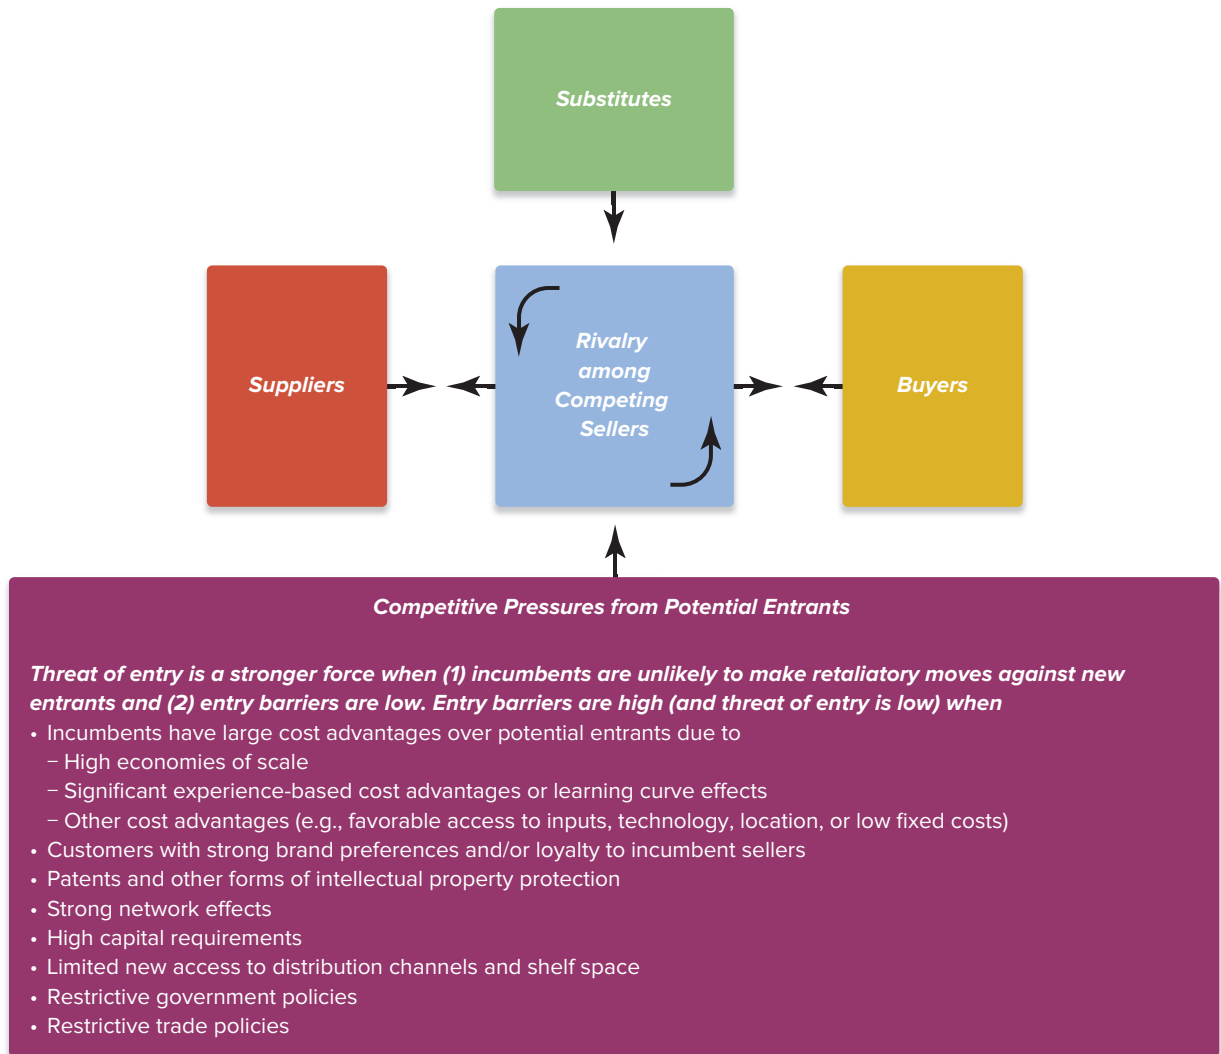 Substitutes
Suppliers
Rivalry
among
Competing
Sellers
Buyers
Competitive Pressures from Potential Entrants
Threat of entry is a stronger force when (1) incumbents are unlikely to make retaliatory moves against new
entrants and (2) entry barriers are low. Entry barriers are high (and threat of entry is low) when
• Incumbents have large cost advantages over potential entrants due to
– High economies of scale
– Significant experience-based cost advantages or learning curve effects
– Other cost advantages (e.g., favorable access to inputs, technology, location, or low fixed costs)
• Customers with strong brand preferences and/or loyalty to incumbent sellers
• Patents and other forms of intellectual property protection
• Strong network effects
• High capital requirements
• Limited new access to distribution channels and shelf space
• Restrictive government policies
• Restrictive trade policies